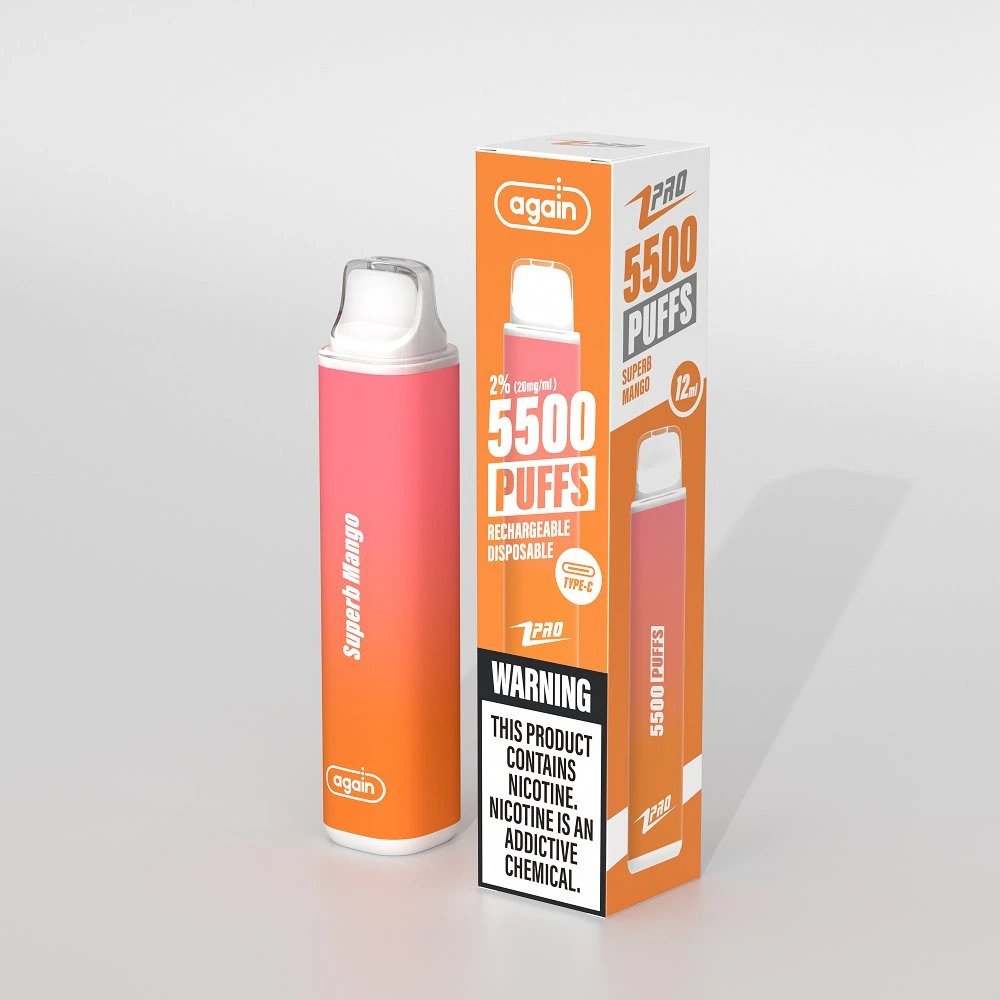 Superb Mango
again
ZPRO
again
2% (20mg/ml)
5500
PUFFS
RECHARGEABLE
DISPOSABLE
TYPE-C
ZPRO
WARNING
THIS PRODUCT
CONTAINS
NICOTINE.
NICOTINE IS AN
ADDICTIVE
CHEMICAL.
ZPRO
5500
PUFFS
SUPERB
MANGO
12ml
5500 PUFFS
ZPRO